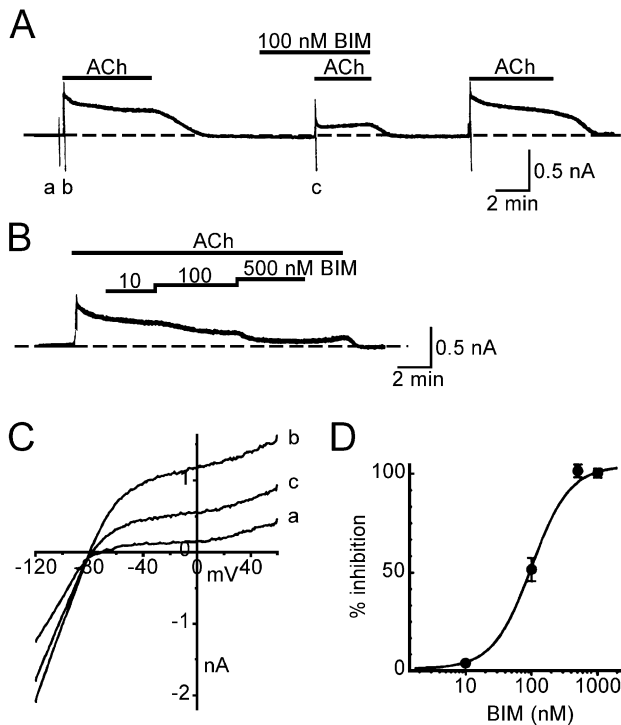 A
100 nM BIM
ACh ACh ACh
a b c
0.5 nA
2 min
B
ACh
10 100 500 nM BIM
0.5 nA
2 min
C
b
c
a
1
0
-120 -80 -40 40
mV
-1
nA
-2
D
% inhibition
100
50
0
10 100 1000
BIM (nM)